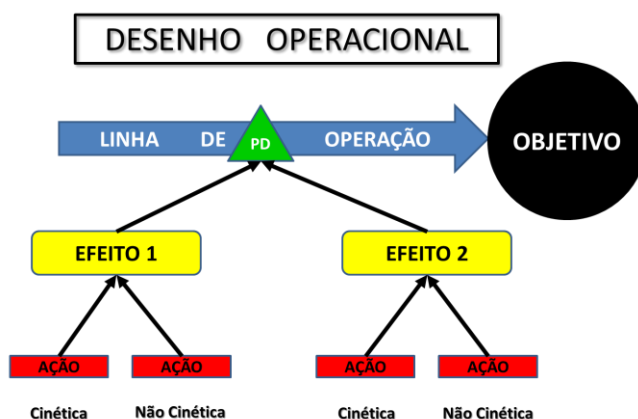 DESENHO OPERACIONAL
LINHA DE PD OPERAÇÃO
OBJETIVO
EFEITO 1 EFEITO 2
AÇÃO AÇÃO AÇÃO AÇÃO
Cinética Não Cinética Cinética Não Cinética